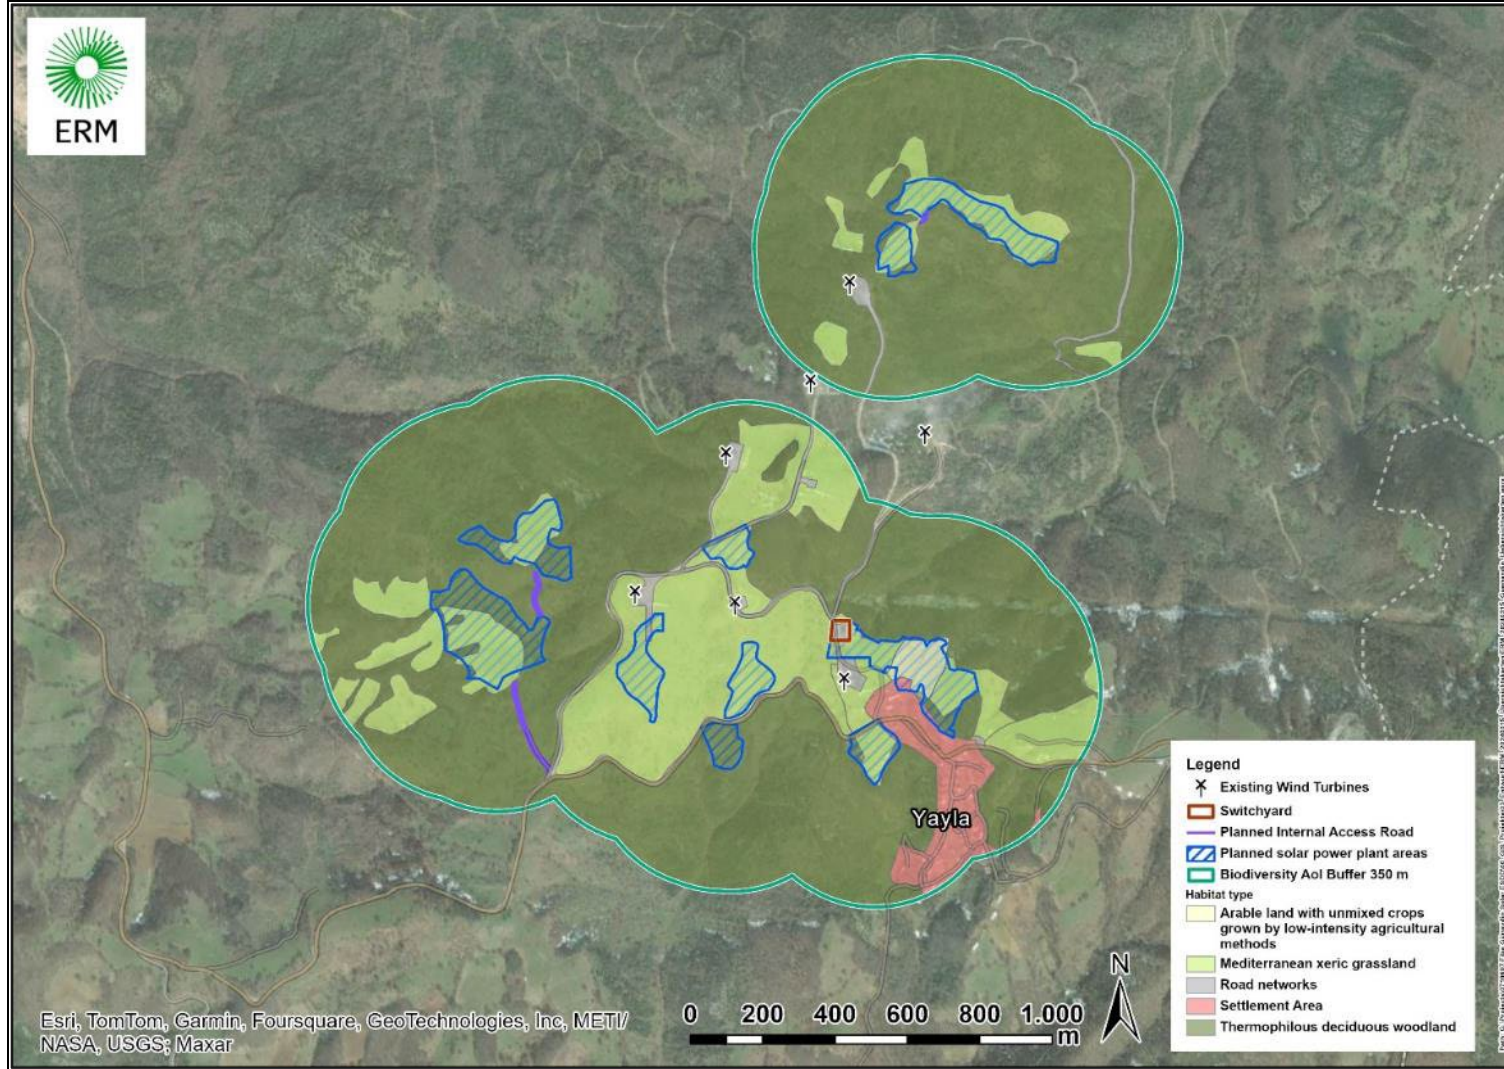 ERM
Yayla
Legend
Existing Wind Turbines
Switchyard
Planned Internal Access Road
Planned solar power plant areas
Biodiversity AoI Buffer 350 m
Habitat type
Arable land with unmixed crops
grown by low-intensity agricultural
methods
Mediterranean xeric grassland
Road networks
Settlement Area
Thermophilous deciduous woodland
N
0 200 400 600 800 1.000
m
Esri, TomTom, Garmin, Foursquare, GeoTechnologies, Inc, METI/
NASA, USGS; Maxar